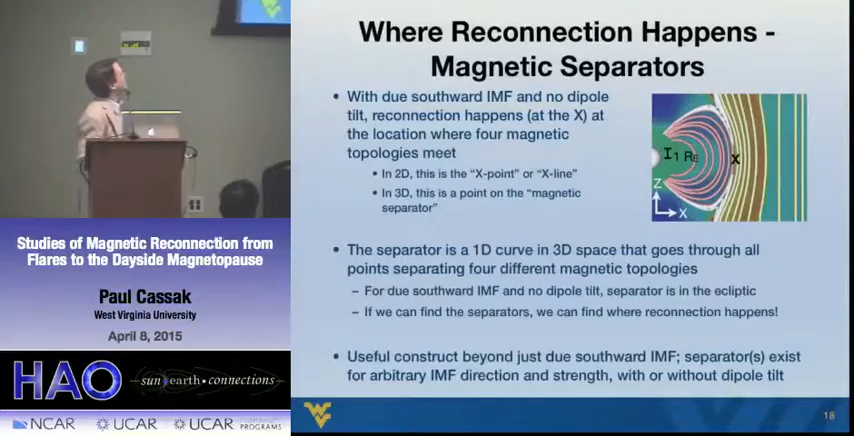 Where Reconnection Happens -
Magnetic Separators
• With due southward IMF and no dipole
tilt, reconnection happens (at the X) at
the location where four magnetic
topologies meet
• In 2D, this is the “X-point” or “X-line”
• In 3D, this is a point on the “magnetic
separator”
1 RE
X
Z
X
• The separator is a 1D curve in 3D space that goes through all
points separating four different magnetic topologies
– For due southward IMF and no dipole tilt, separator is in the ecliptic
– If we can find the separators, we can find where reconnection happens!
• Useful construct beyond just due southward IMF; separator(s) exist
for arbitrary IMF direction and strength, with or without dipole tilt
WV
18
Studies of Magnetic Reconnection from
Flares to the Dayside Magnetopause
Paul Cassak
West Virginia University
April 8, 2015
HAO
sun earth • connections
NCAR
UCAR
UCAR
PROGRAMS